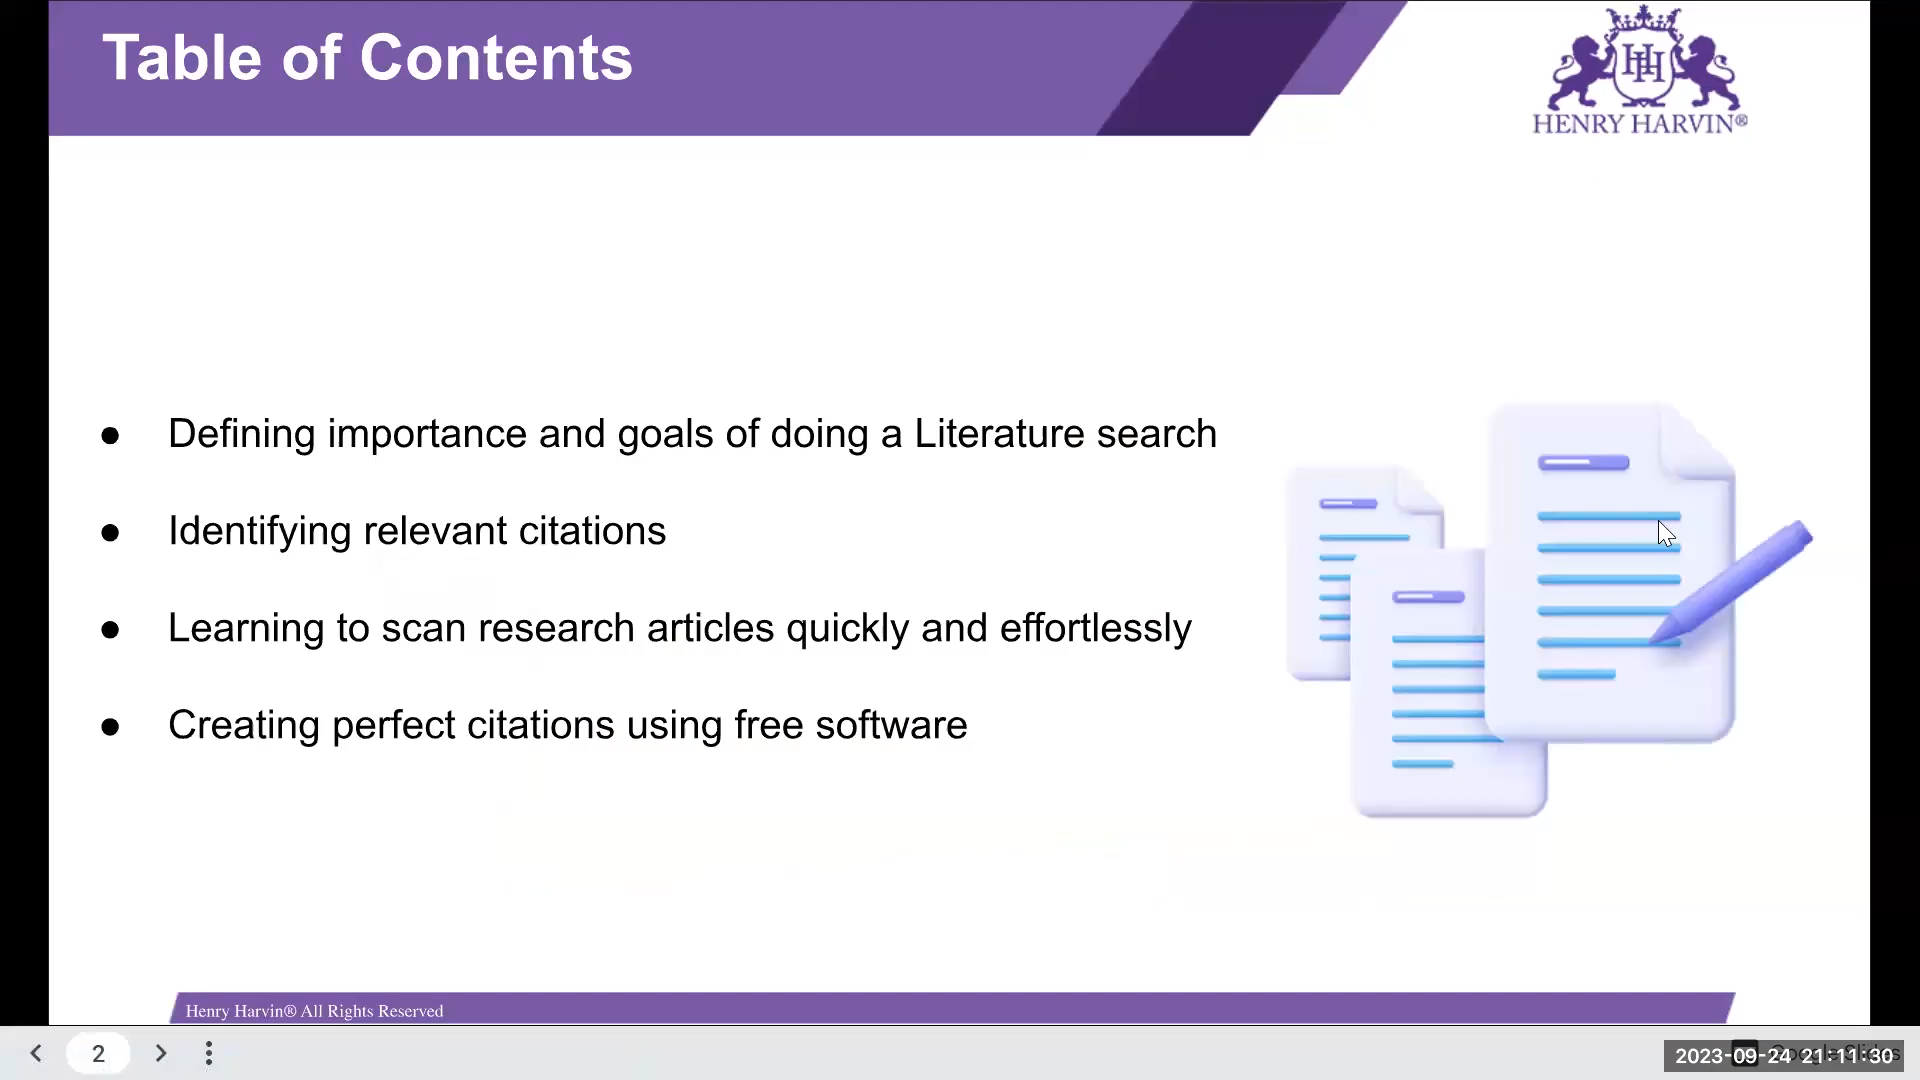 Table of Contents
HENRY HARVIN®
● Defining importance and goals of doing a Literature search
● Identifying relevant citations
● Learning to scan research articles quickly and effortlessly
● Creating perfect citations using free software
Henry Harvin® All Rights Reserved
2
2023-09-24 21:11:30